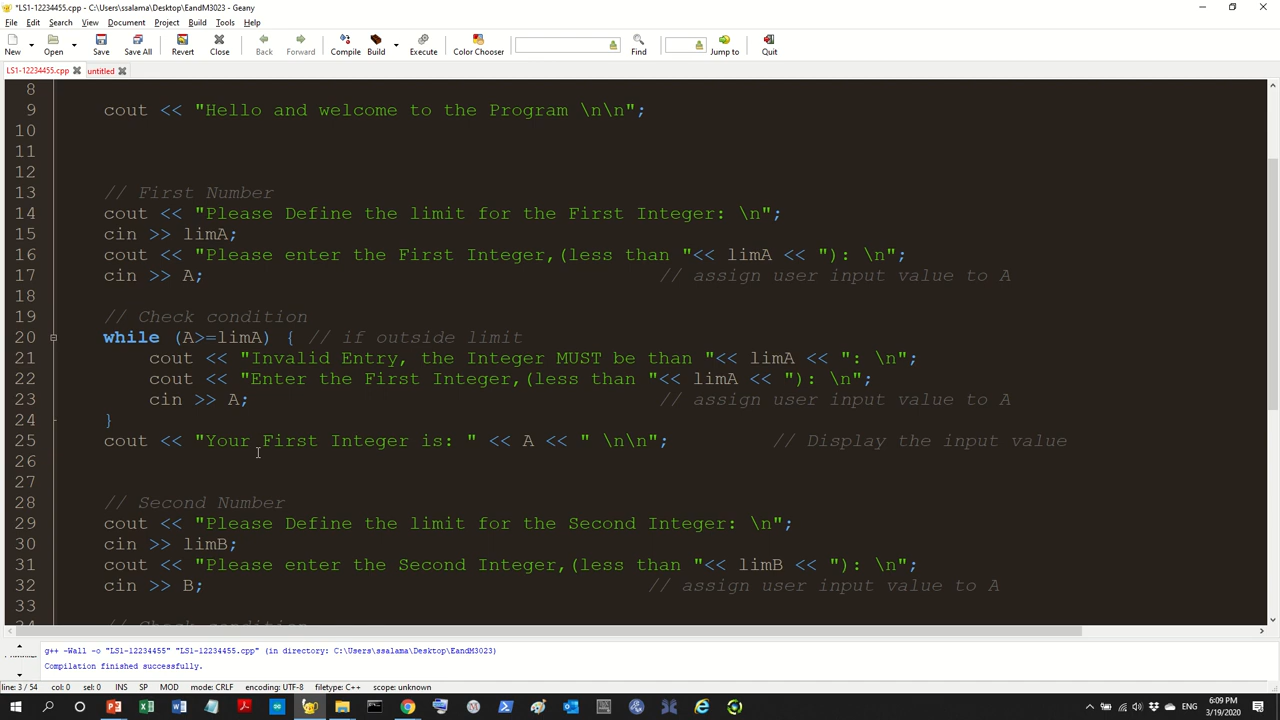 *LS1-12234455.cpp - C:\Users\ssalama\Desktop\EandM3023 - Geany
File Edit Search View Document Project Build Tools Help
New Open Save Save All Revert Close Back Forward Compile Build Execute Color Chooser Find Jump to Quit
LS1-12234455.cpp untitled
8
9 cout << "Hello and welcome to the Program \n\n";
10
11
12
13 // First Number
14 cout << "Please Define the limit for the First Integer: \n";
15 cin >> limA;
16 cout << "Please enter the First Integer,(less than "<< limA << "): \n";
17 cin >> A; // assign user input value to A
18
19 // Check condition
20 while (A>=limA) { // if outside limit
21 cout << "Invalid Entry, the Integer MUST be than "<< limA << ": \n";
22 cout << "Enter the First Integer,(less than "<< limA << "): \n";
23 cin >> A; // assign user input value to A
24 }
25 cout << "Your First Integer is: " << A << " \n\n"; // Display the input value
26
27
28 // Second Number
29 cout << "Please Define the limit for the Second Integer: \n";
30 cin >> limB;
31 cout << "Please enter the Second Integer,(less than "<< limB << "): \n";
32 cin >> B; // assign user input value to A
33
34 // Check condition
g++ -Wall -o "LS1-12234455" "LS1-12234455.cpp" (in directory: C:\Users\ssalama\Desktop\EandM3023)
Compilation finished successfully.
line: 3 / 54 col: 0 sel: 0 INS SP MOD mode: CRLF encoding: UTF-8 filetype: C++ scope: unknown
ENG 6:09 PM
3/19/2020